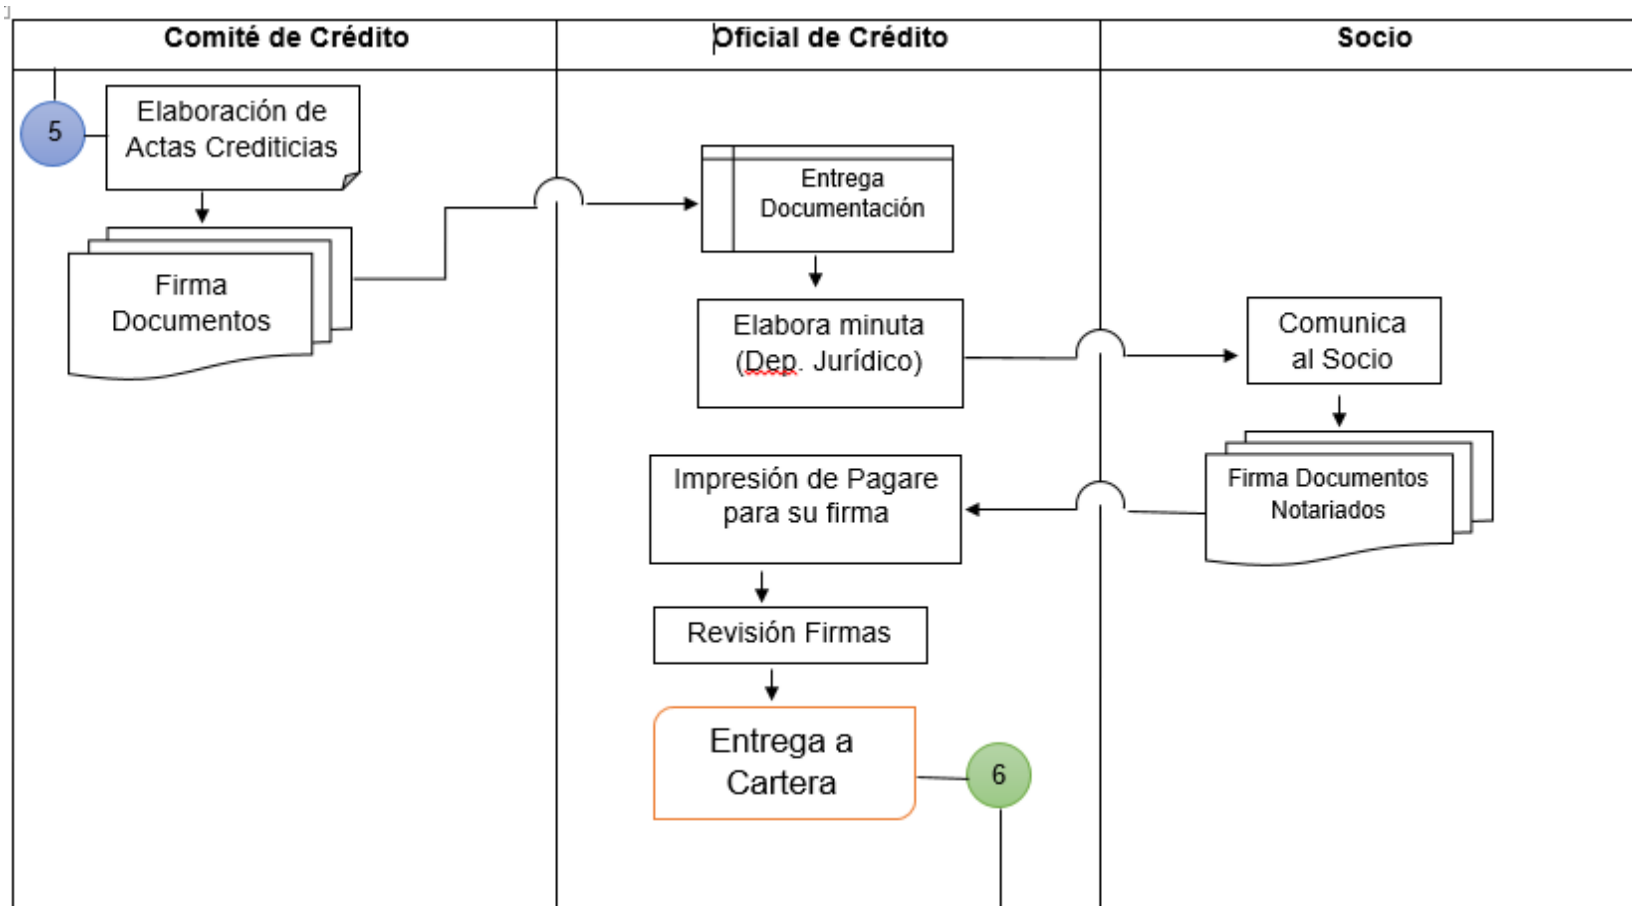 Comité de Crédito
Oficial de Crédito
Socio
5
Elaboración de
Actas Crediticias
Firma
Documentos
Entrega
Documentación
Elabora minuta
(Dep. Jurídico)
Comunica
al Socio
Firma Documentos
Notariados
Impresión de Pagare
para su firma
Revisión Firmas
Entrega a
Cartera
6